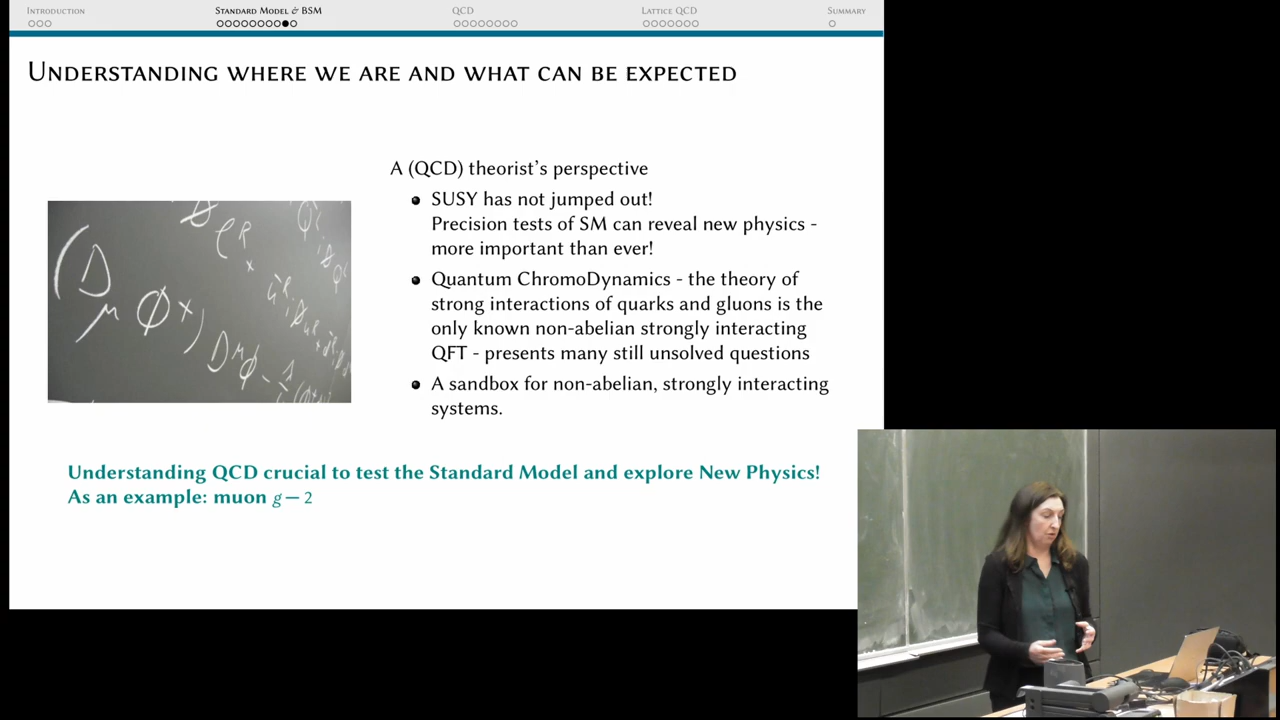 Introduction
Standard Model & BSM
QCD
Lattice QCD
Summary
Understanding where we are and what can be expected
A (QCD) theorist's perspective
SUSY has not jumped out!
Precision tests of SM can reveal new physics -
more important than ever!
Quantum ChromoDynamics - the theory of
strong interactions of quarks and gluons is the
only known non-abelian strongly interacting
QFT - presents many still unsolved questions
A sandbox for non-abelian, strongly interacting
systems.
Understanding QCD crucial to test the Standard Model and explore New Physics!
As an example: muon g − 2